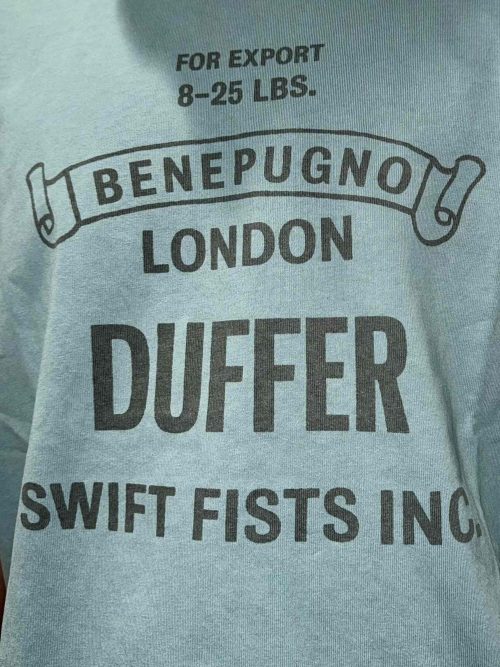 FOR EXPORT
8-25 LBS.
BENEPUGNO
LONDON
DUFFER
SWIFT FISTS INC.